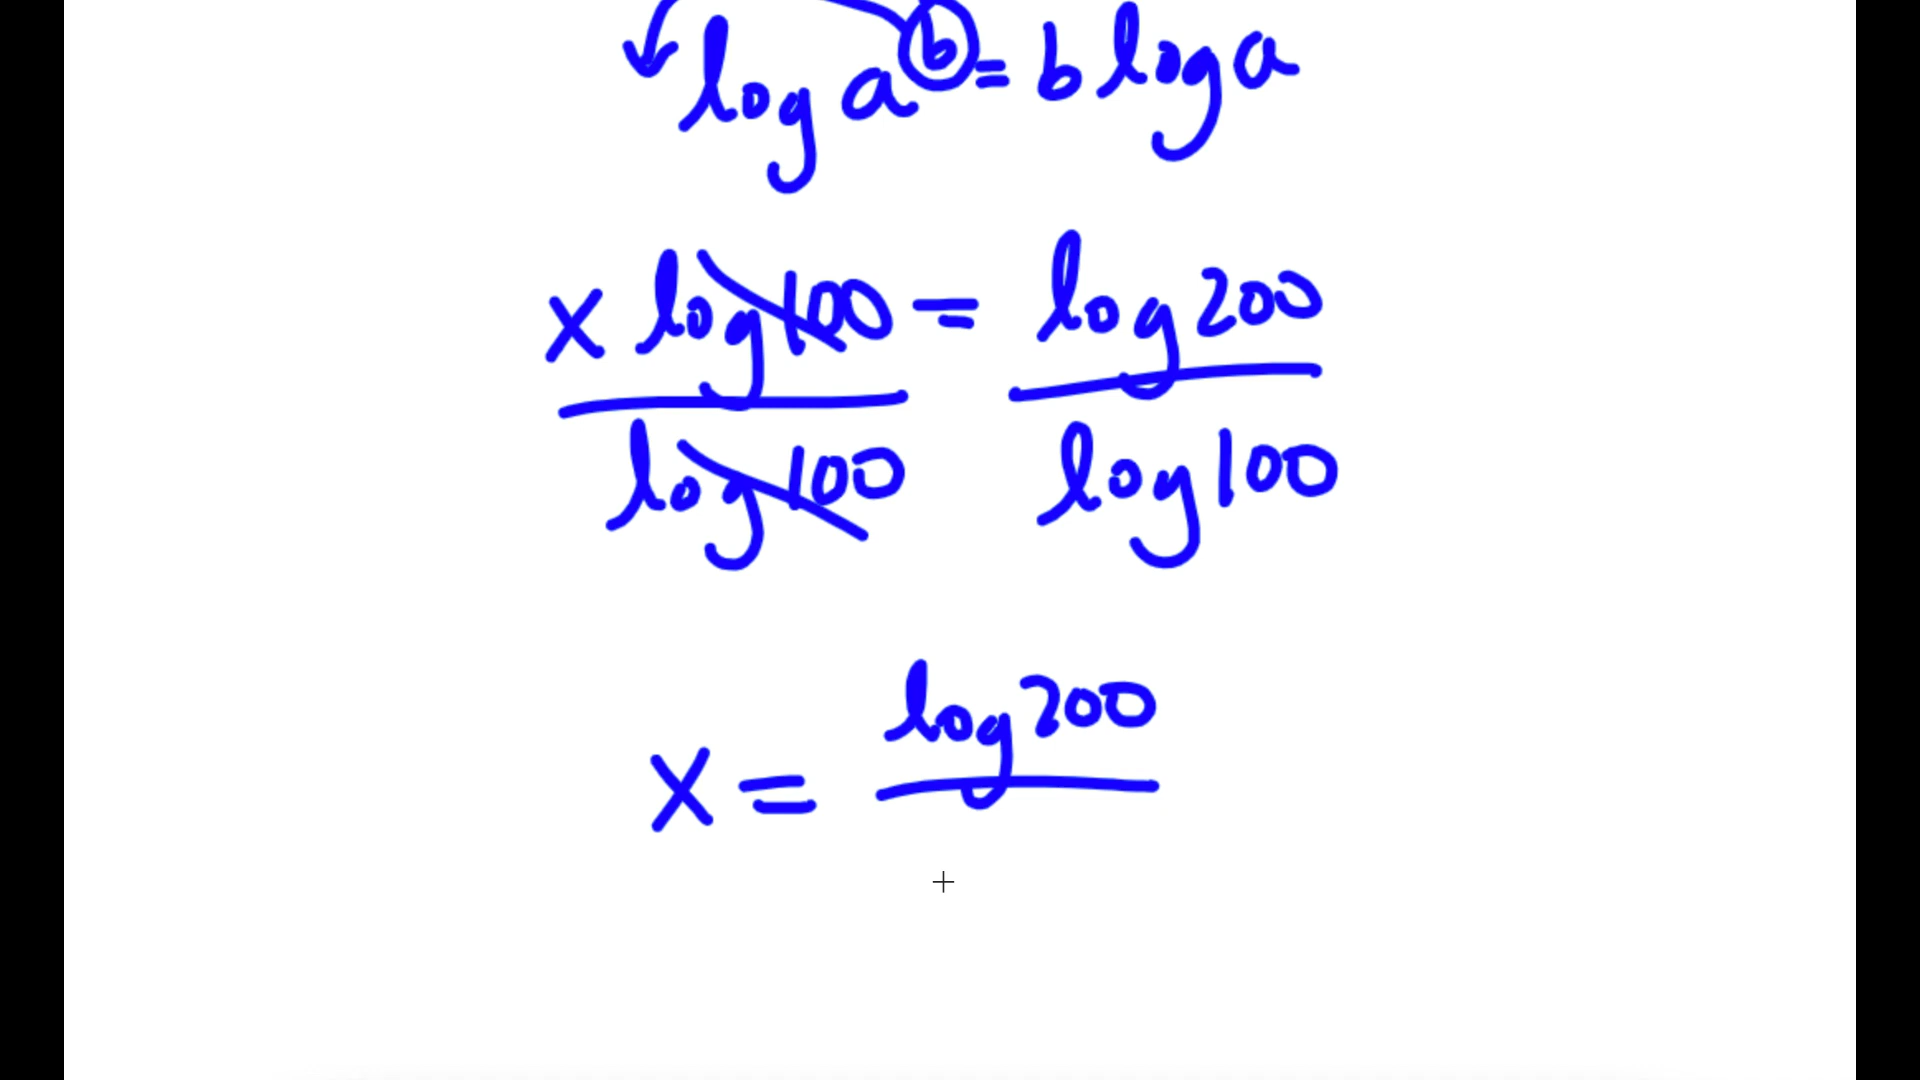 log a^b = b log a
x log 100 = log 200
log 100 log 100
log 200
x =